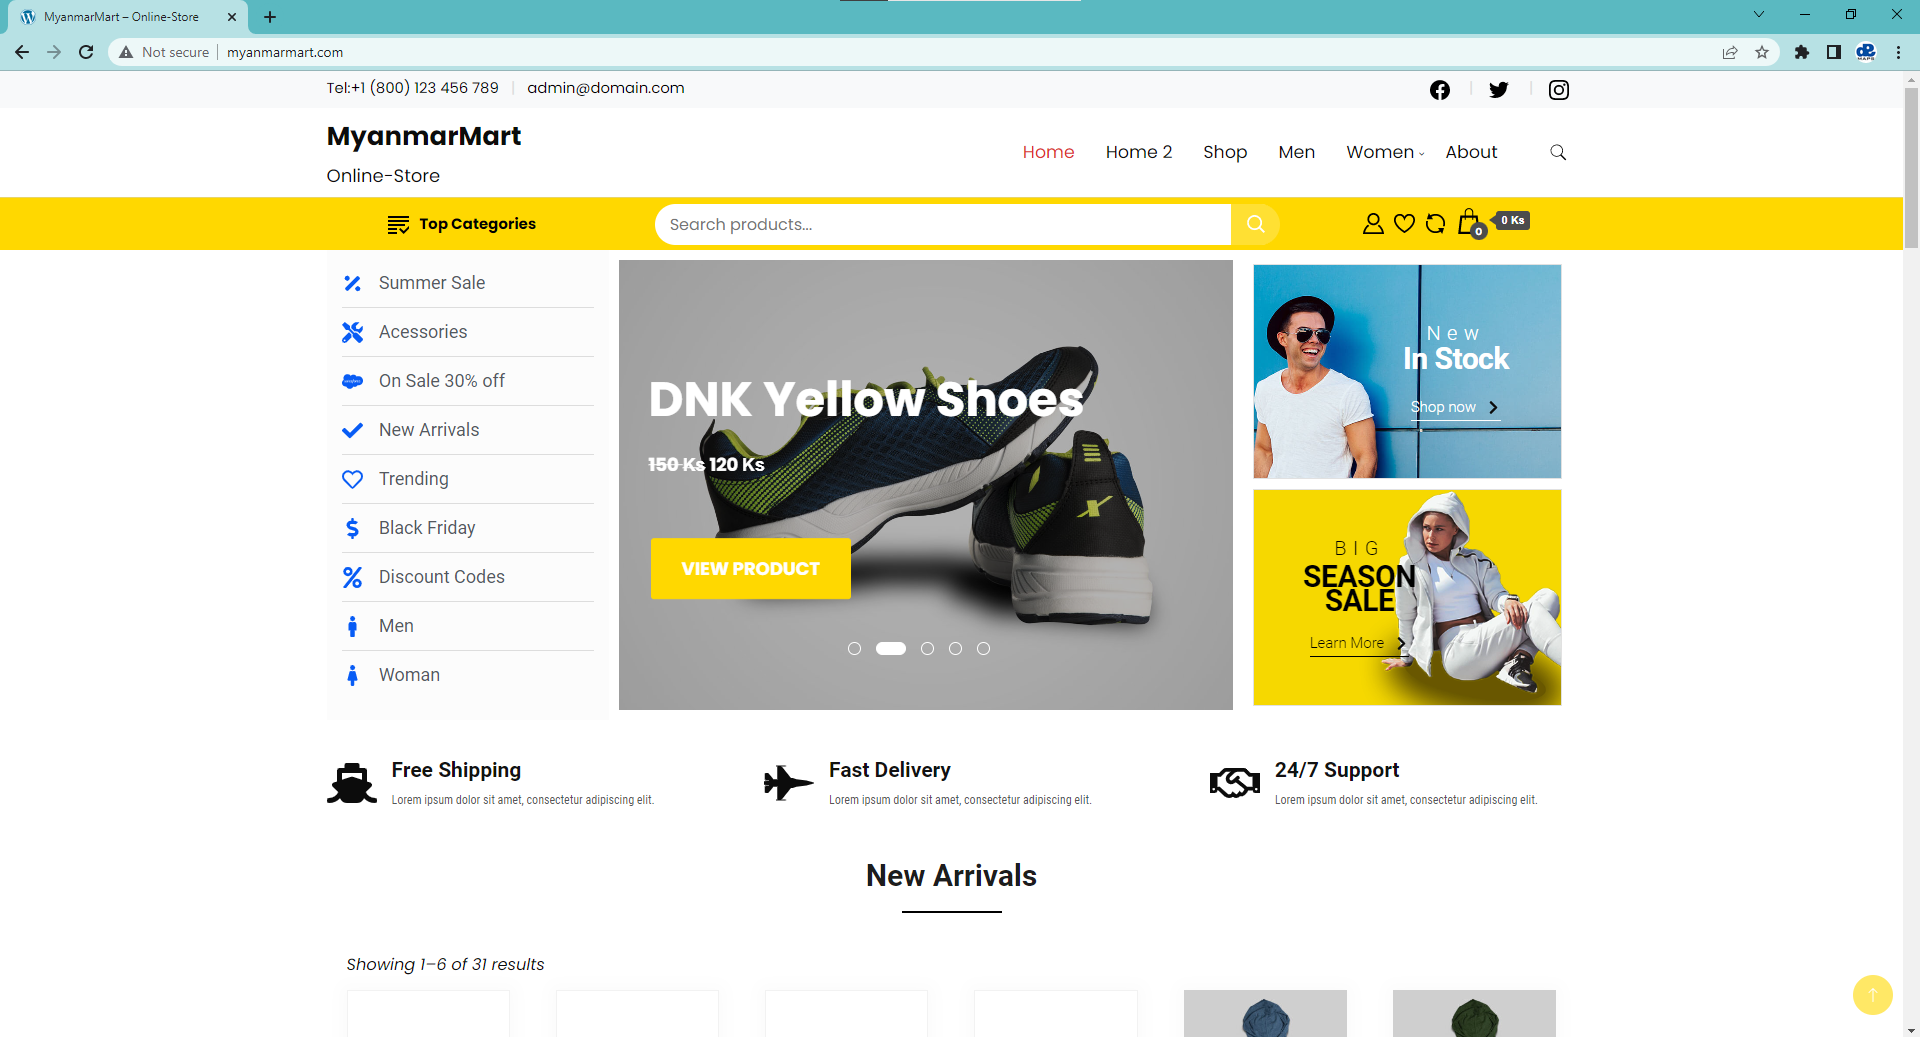 MyanmarMart – Online-Store
Not secure | myanmarmart.com
Tel:+1 (800) 123 456 789 | admin@domain.com
MyanmarMart
Online-Store
Home Home 2 Shop Men Women About
Top Categories
Search products...
0
0 Ks
Summer Sale
Acessories
On Sale 30% off
New Arrivals
Trending
Black Friday
Discount Codes
Men
Woman
DNK Yellow Shoes
150 Ks 120 Ks
VIEW PRODUCT
New
In Stock
Shop now
BIG
SEASON
SALE
Learn More
Free Shipping
Lorem ipsum dolor sit amet, consectetur adipiscing elit.
Fast Delivery
Lorem ipsum dolor sit amet, consectetur adipiscing elit.
24/7 Support
Lorem ipsum dolor sit amet, consectetur adipiscing elit.
New Arrivals
Showing 1–6 of 31 results